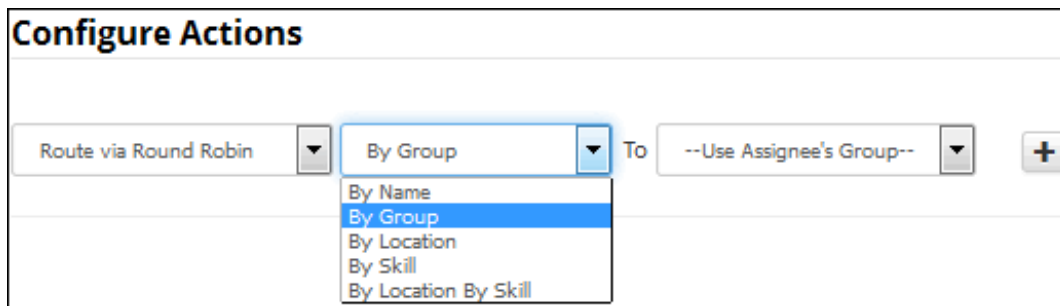 Configure Actions
Route via Round Robin By Group To --Use Assignee's Group-- +
By Name
By Group
By Location
By Skill
By Location By Skill